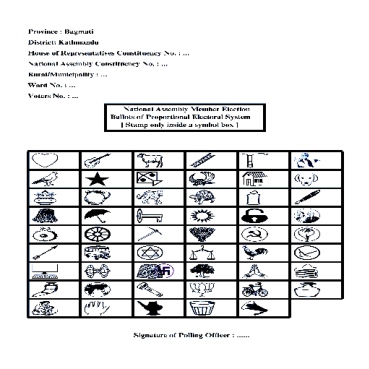 Province : Bagmati
District: Kathmandu
House of Representatives Constituency No. : ...
National Assembly Constituency No. : ...
Rural/Municipality : ...
Word No. : ...
Voters No. : ...
National Assembly Member Election
Ballots of Proportional Electoral System
[ Stamp only inside a symbol box ]
Signature of Polling Officer : ......